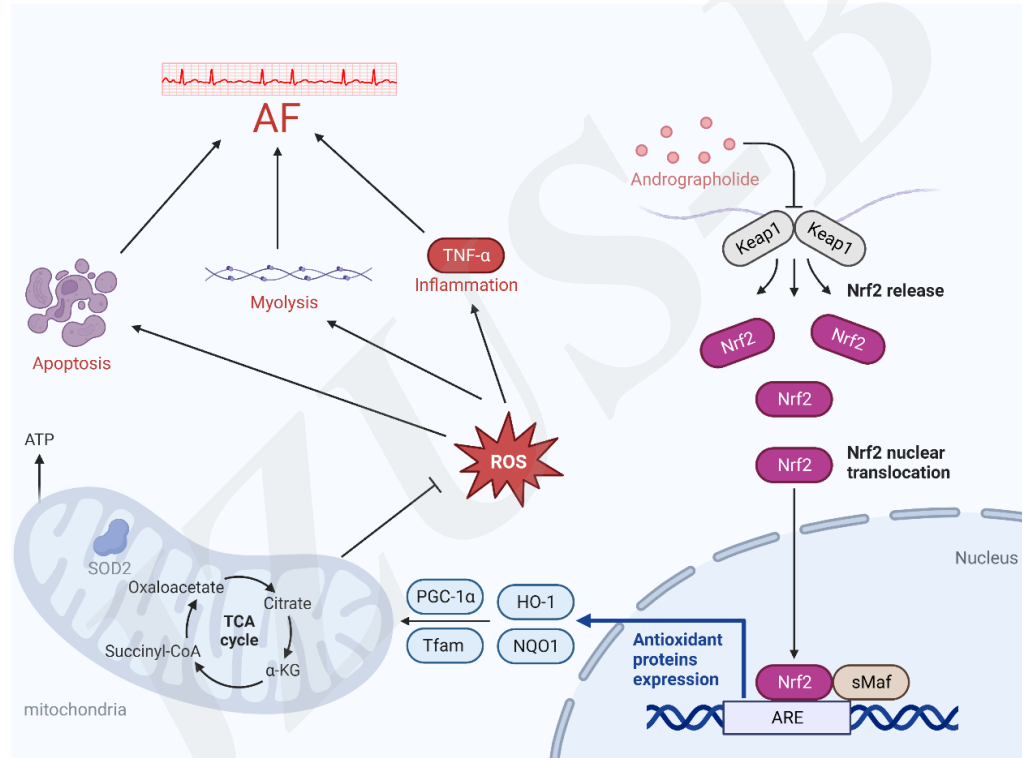 AF
Andrographolide
Keap1
Keap1
TNF-α
Inflammation
Myolysis
Apoptosis
Nrf2 release
Nrf2
Nrf2
Nrf2
ATP
ROS
Nrf2
Nrf2 nuclear
translocation
Nucleus
SOD2
Oxaloacetate
Citrate
TCA
cycle
Succinyl-CoA
α-KG
mitochondria
PGC-1α
HO-1
Tfam
NQO1
Antioxidant
proteins
expression
Nrf2
sMaf
ARE
JZUS-B